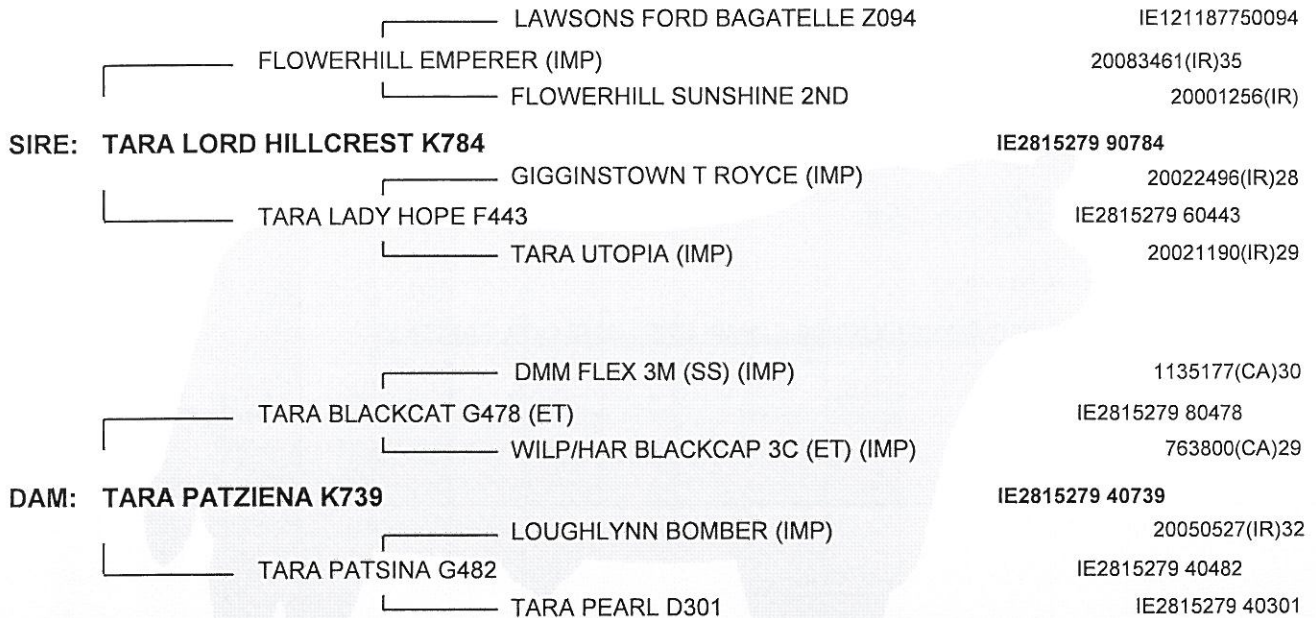 LAWSONS FORD BAGATELLE Z094 IE121187750094
FLOWERHILL EMPERER (IMP) 20083461(IR)35
FLOWERHILL SUNSHINE 2ND 20001256(IR)
SIRE: TARA LORD HILLCREST K784 IE2815279 90784
GIGGINSTOWN T ROYCE (IMP) 20022496(IR)28
TARA LADY HOPE F443 IE2815279 60443
TARA UTOPIA (IMP) 20021190(IR)29
DMM FLEX 3M (SS) (IMP) 1135177(CA)30
TARA BLACKCAT G478 (ET) IE2815279 80478
WILP/HAR BLACKCAP 3C (ET) (IMP) 763800(CA)29
DAM: TARA PATZIENA K739 IE2815279 40739
LOUGHLYNN BOMBER (IMP) 20050527(IR)32
TARA PATSINA G482 IE2815279 40482
TARA PEARL D301 IE2815279 40301